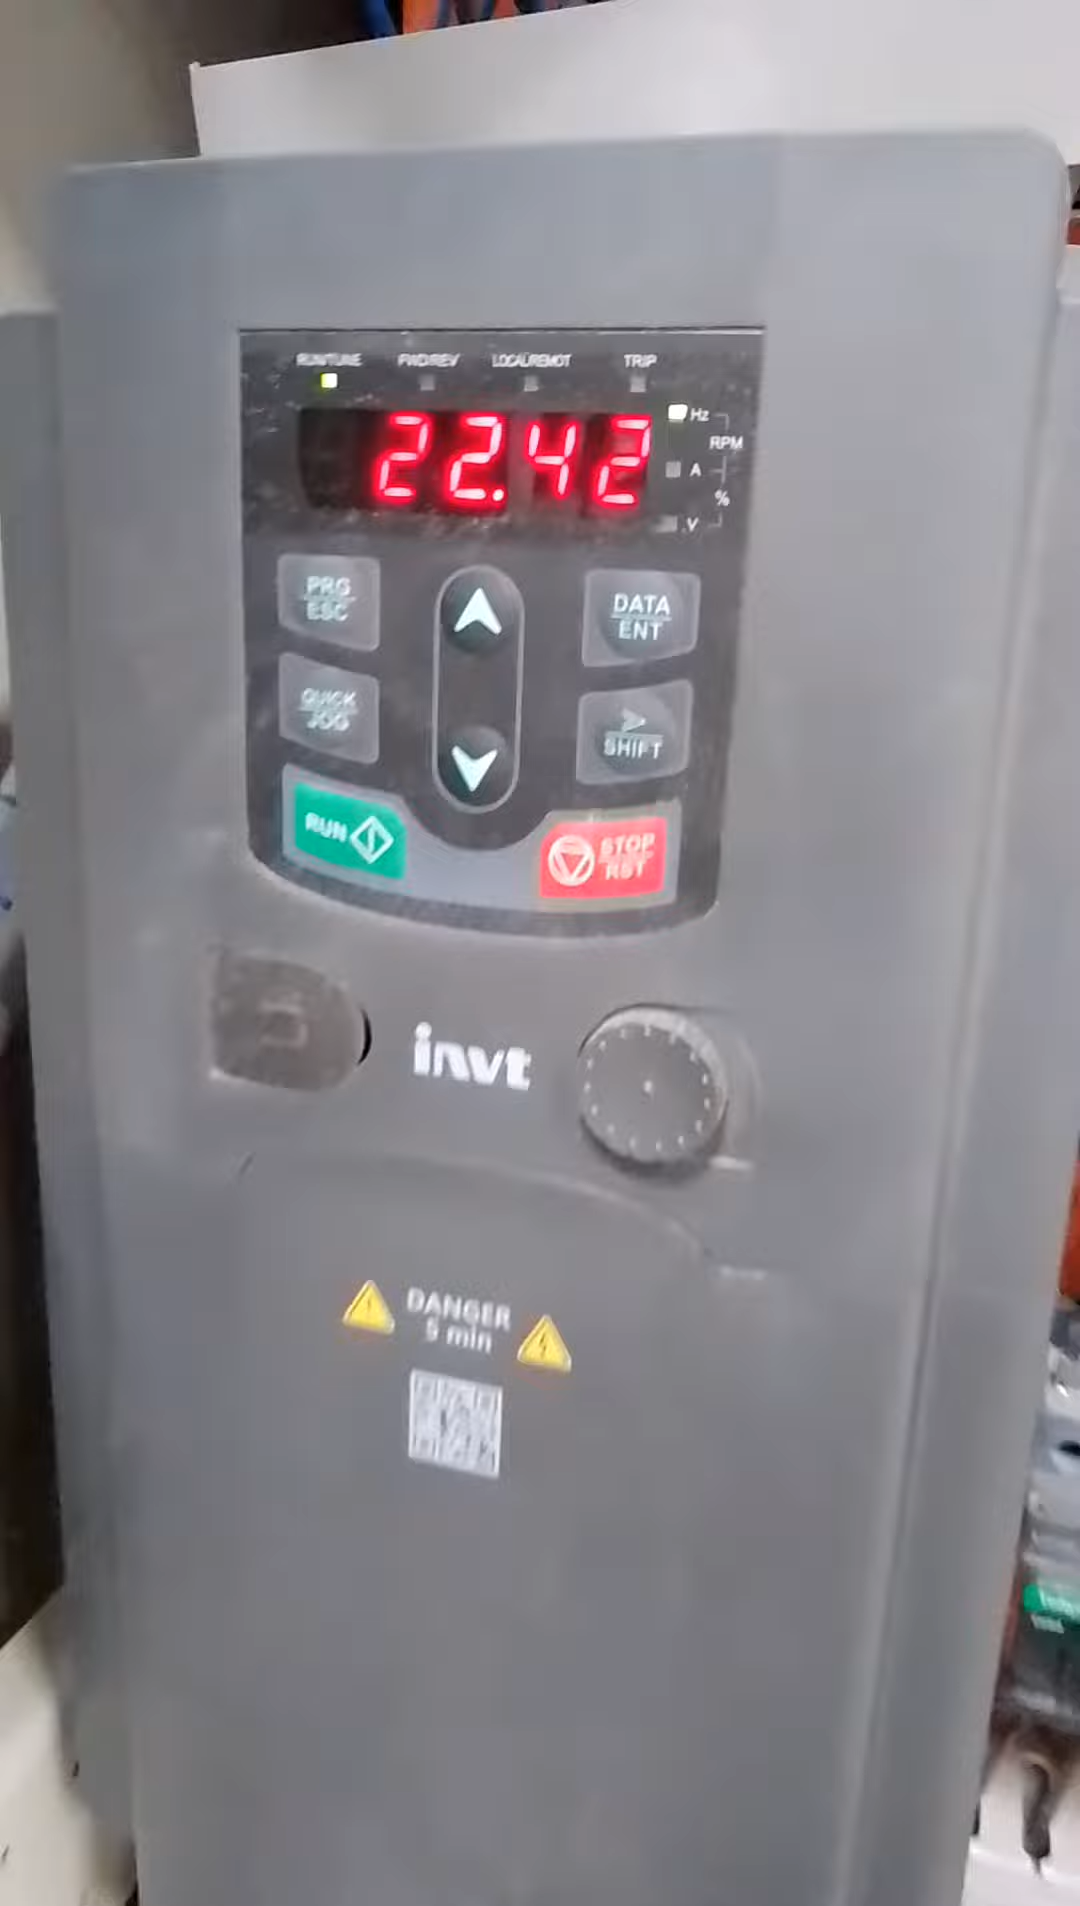 RUN/TUNE FWD/REV LOCAL/REMOT TRIP
22.42
Hz
RPM
A
%
V
PRG
ESC
DATA
ENT
QUICK
JOG
SHIFT
RUN
STOP
RST
invt
DANGER
5 min